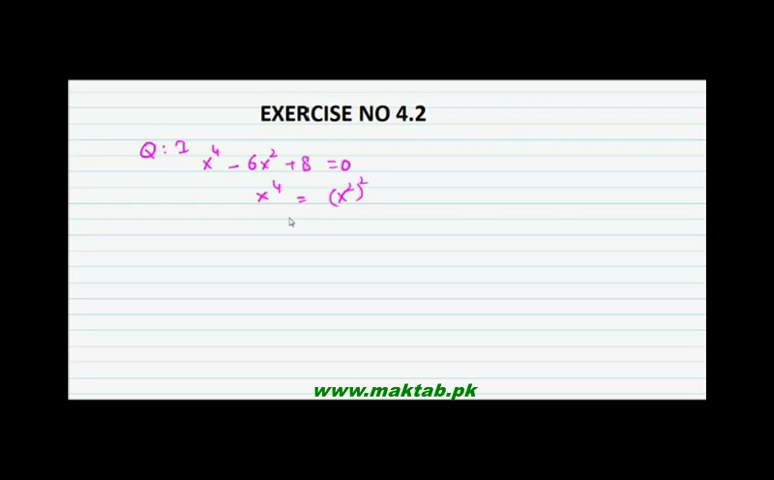 EXERCISE NO 4.2
Q: 1 x⁴ - 6x² + 8 = 0
x⁴ = (x²)²
www.maktab.pk